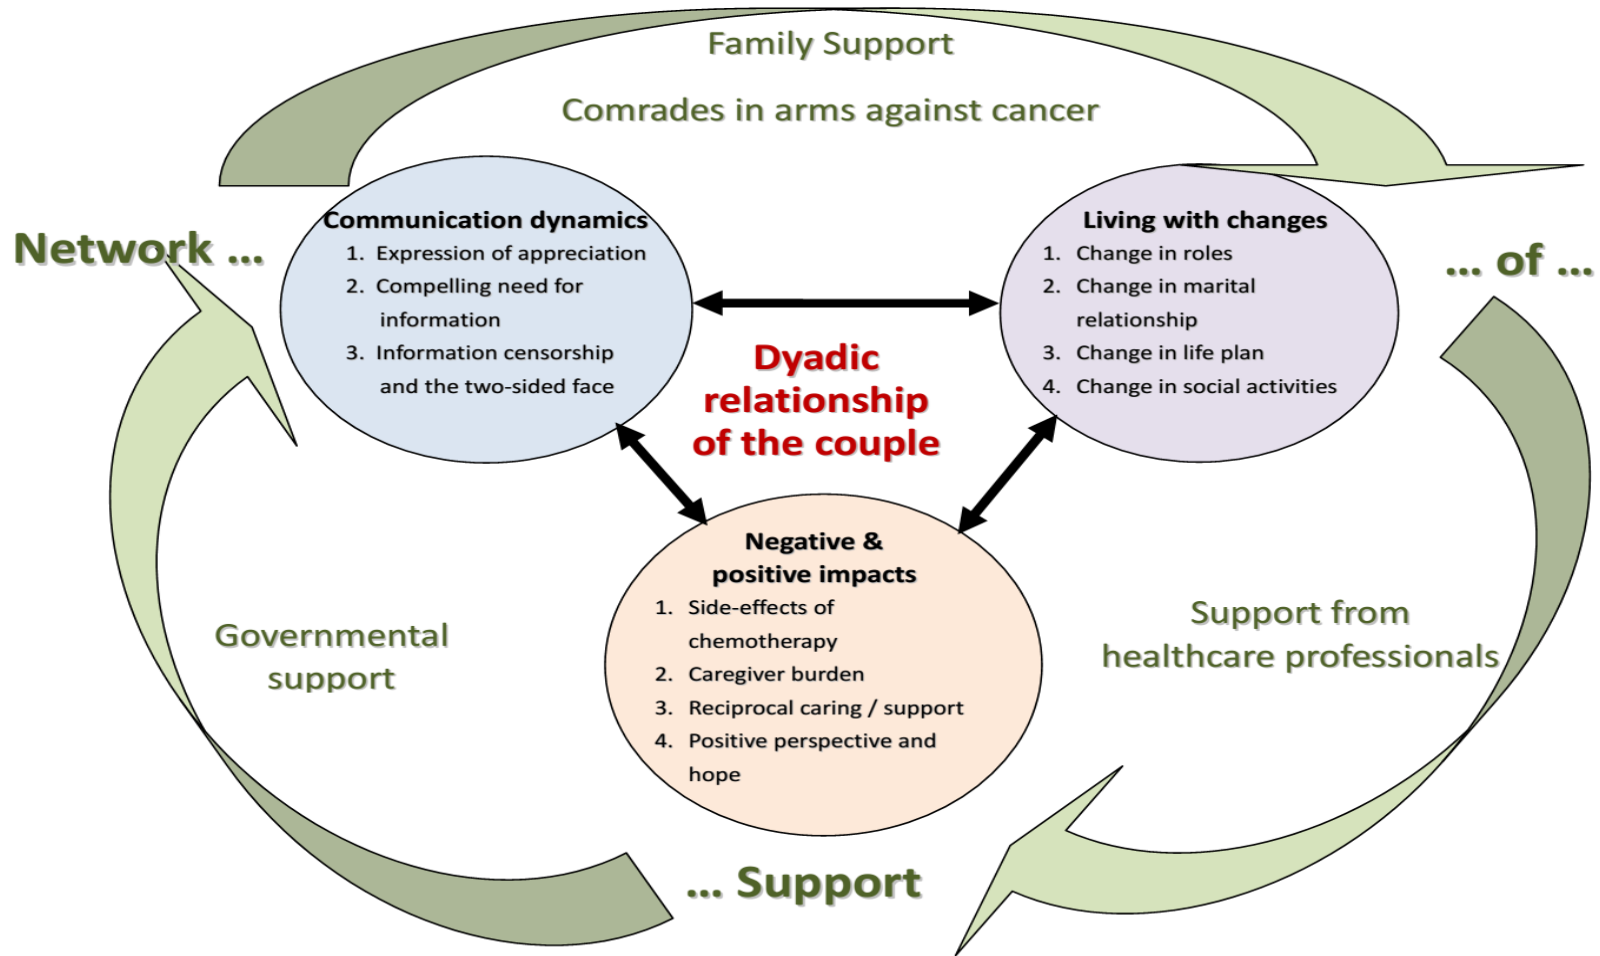 Family Support
Comrades in arms against cancer
Network ...
Communication dynamics
1. Expression of appreciation
2. Compelling need for
information
3. Information censorship
and the two-sided face
Living with changes
1. Change in roles
2. Change in marital
relationship
3. Change in life plan
4. Change in social activities
... of ...
Dyadic
relationship
of the couple
Negative &
positive impacts
1. Side-effects of
chemotherapy
2. Caregiver burden
3. Reciprocal caring / support
4. Positive perspective and
hope
Governmental
support
Support from
healthcare professionals
... Support